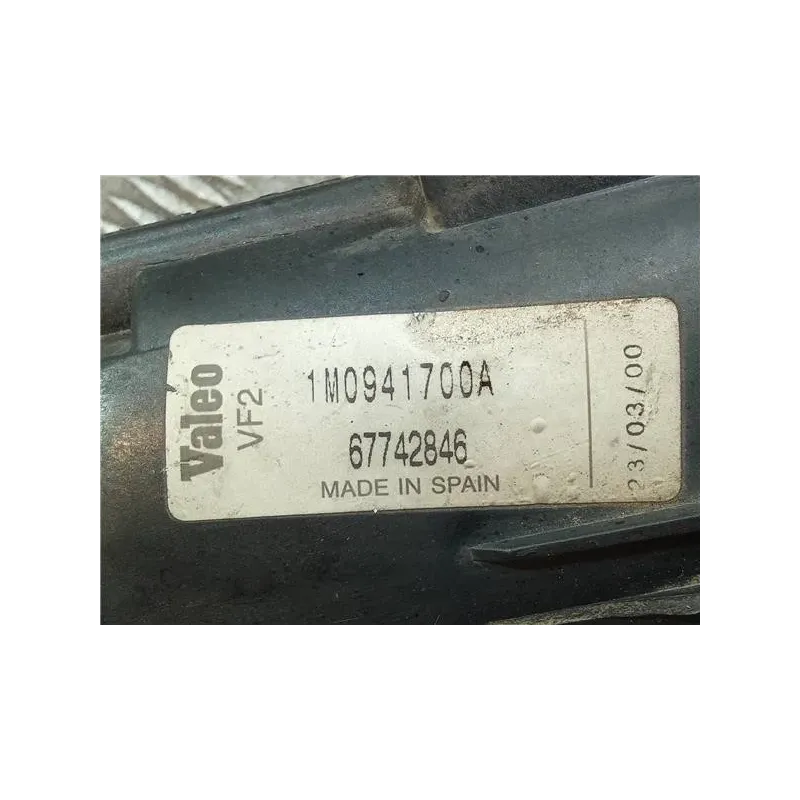 Valeo
VF2
1M0941700A
67742846
MADE IN SPAIN
23/03/00